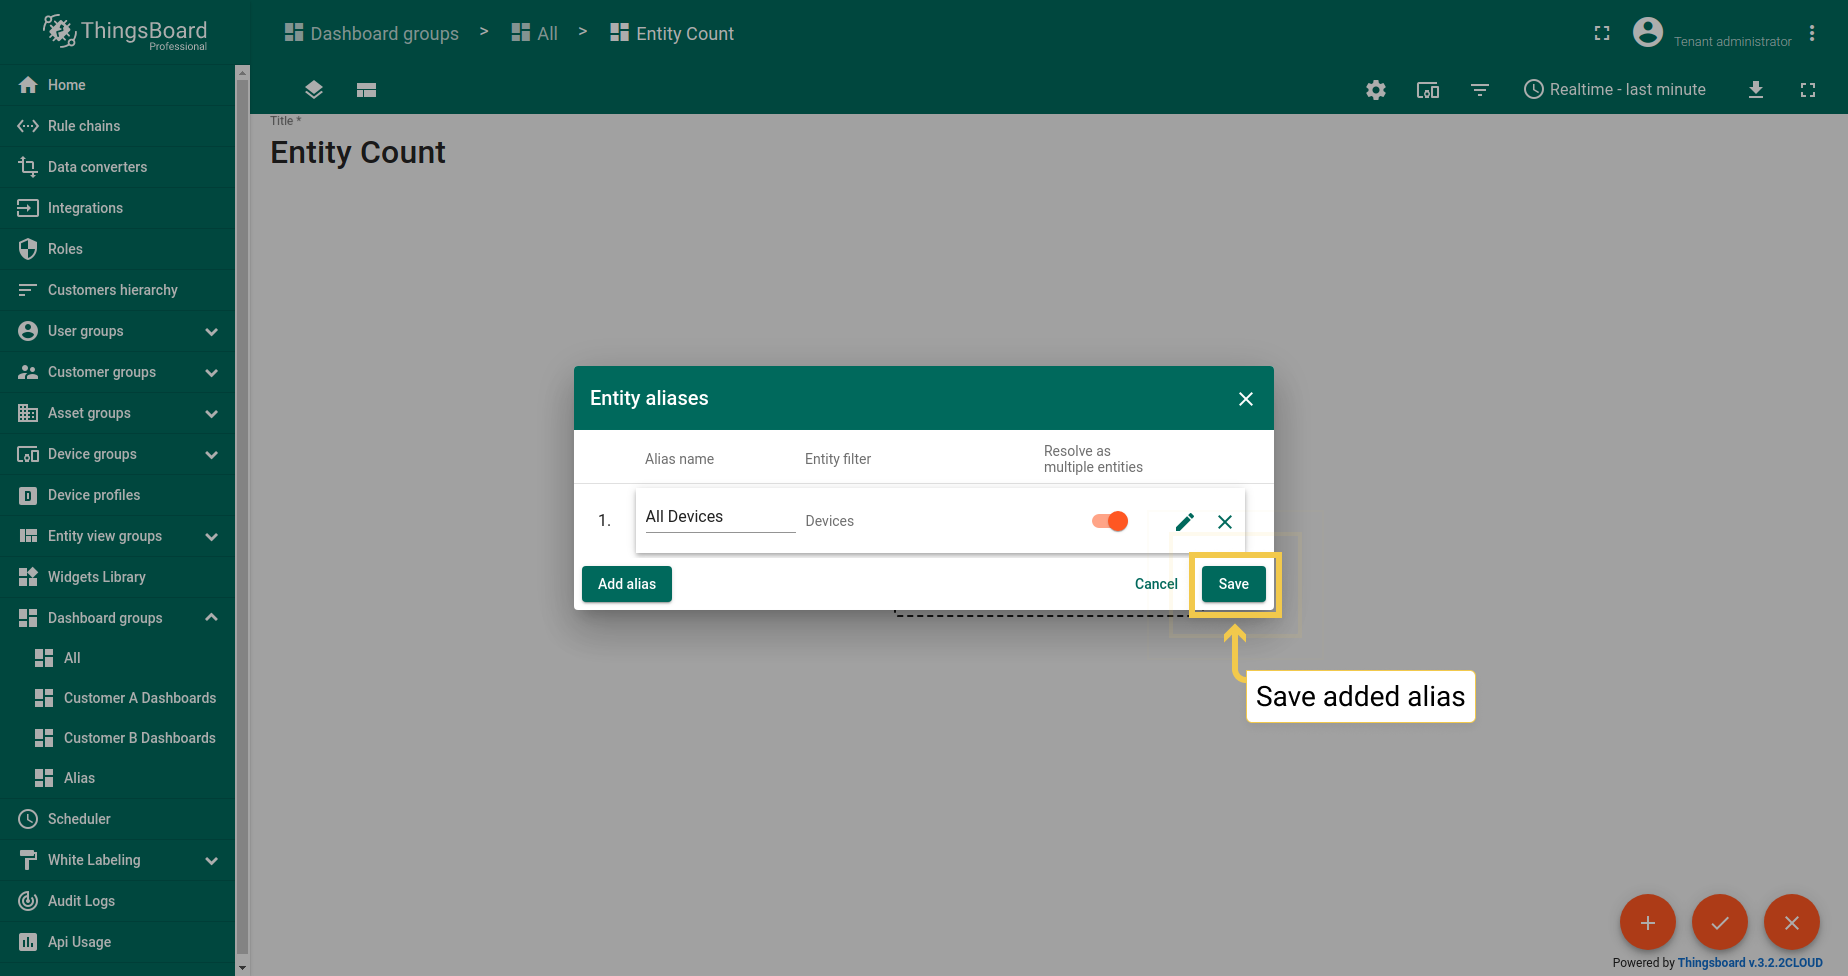 ThingsBoard
Professional
Dashboard groups > All > Entity Count
Tenant administrator
Realtime - last minute
Home
Rule chains
Data converters
Integrations
Roles
Customers hierarchy
User groups
Customer groups
Asset groups
Device groups
Device profiles
Entity view groups
Widgets Library
Dashboard groups
All
Customer A Dashboards
Customer B Dashboards
Alias
Scheduler
White Labeling
Audit Logs
Api Usage
Title *
Entity Count
Entity aliases
Alias name
Entity filter
Resolve as
multiple entities
1.
All Devices
Devices
Add alias
Cancel
Save
Save added alias
Powered by Thingsboard v.3.2.2CLOUD